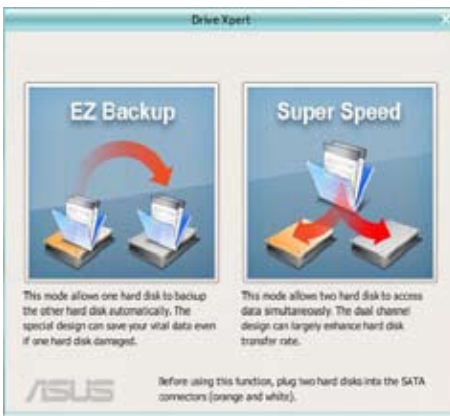 Drive Xpert
EZ Backup
Super Speed
This mode allows one hard disk to backup
the other hard disk automatically. The
special design can save your vital data even
if one hard disk damaged.
This mode allows two hard disk to access
data simultaneously. The dual channel
design can largely enhance hard disk
transfer rate.
ASUS
Before using this function, plug two hard disks into the SATA
connectors (orange and white).